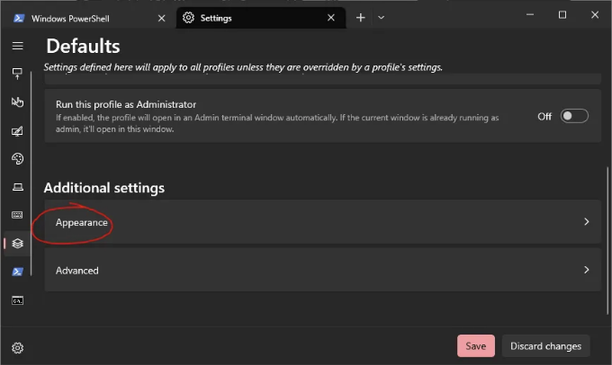 Windows PowerShell
Settings
Defaults
Settings defined here will apply to all profiles unless they are overridden by a profile's settings.
Run this profile as Administrator
If enabled, the profile will open in an Admin terminal window automatically. If the current window is already running as
admin, it'll open in this window.
Off
Additional settings
Appearance
Advanced
Save
Discard changes